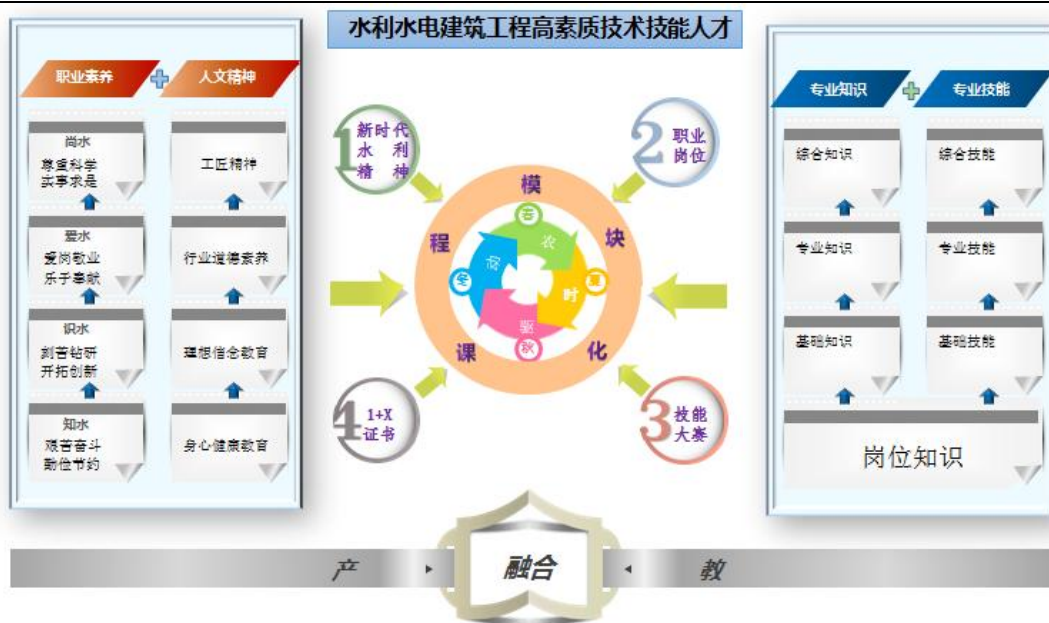 水利水电建筑工程高素质技术技能人才
职业素养
人文精神
尚水
尊重科学
实事求是
爱水
爱岗敬业
乐于奉献
识水
刻苦钻研
开拓创新
知水
艰苦奋斗
勤俭节约
工匠精神
行业道德素养
理想信念教育
身心健康教育
1
新时代
水利
精神
2
职业
岗位
模
块
化
课
程
春
夏
秋
冬
农
时
驱
动
4
1+X
证书
3
技能
大赛
专业知识
专业技能
综合知识
专业知识
基础知识
综合技能
专业技能
基础技能
岗位知识
产
融合
教